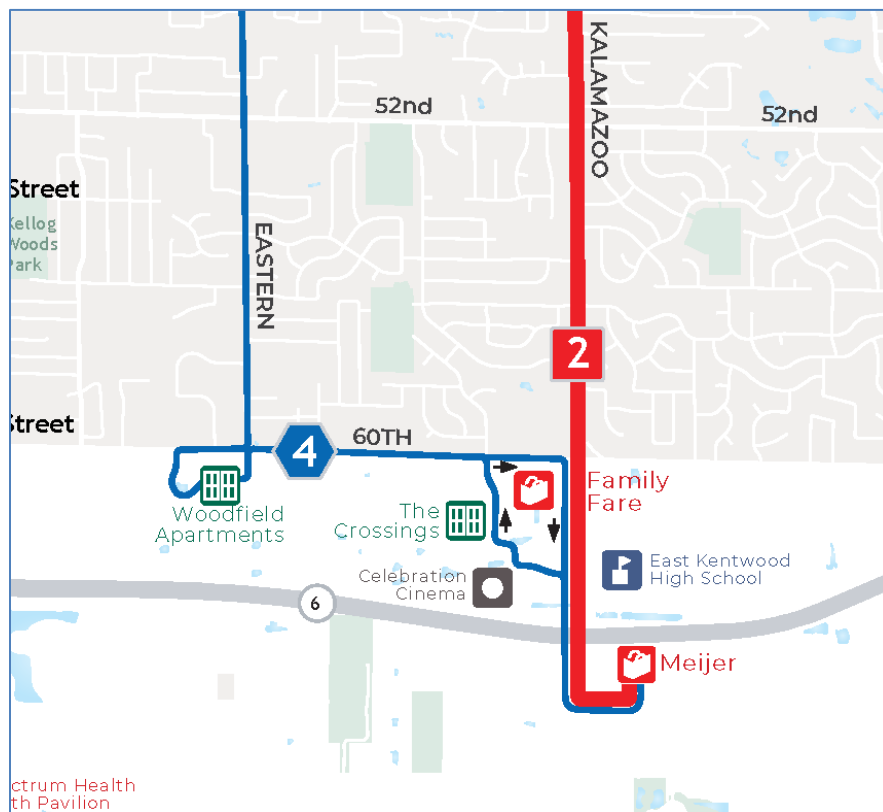 KALAMAZOO
52nd
52nd
Street
Kellog
Woods
Park
EASTERN
2
Street
60TH
4
Family
Fare
The
Crossings
Woodfield
Apartments
East Kentwood
High School
Celebration
Cinema
6
Meijer
ctrum Health
th Pavilion